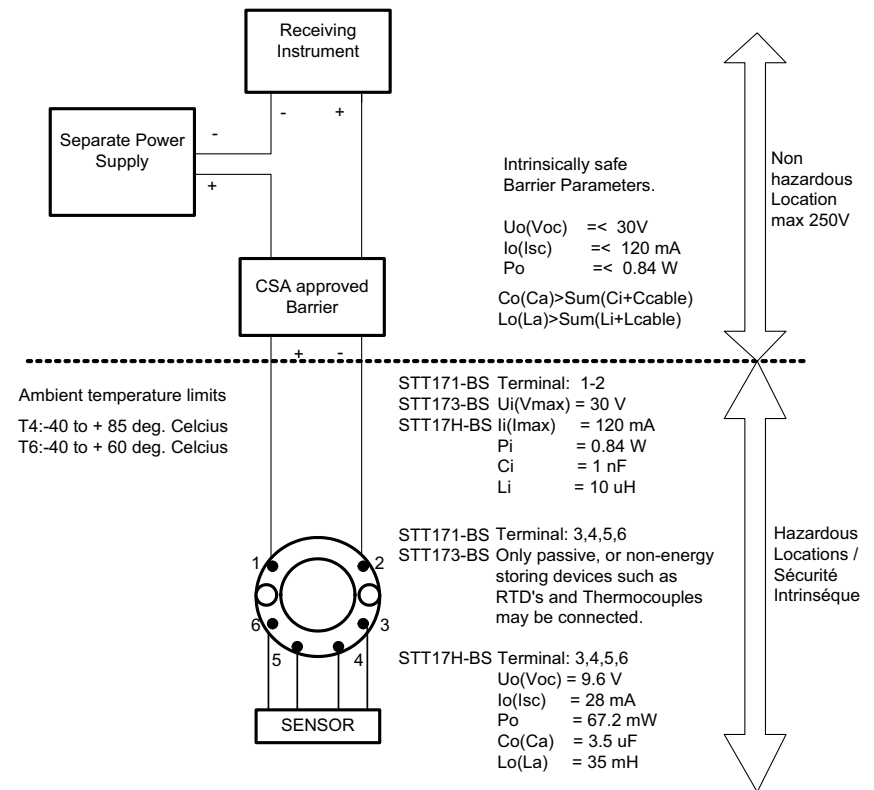 Receiving
Instrument
- +
Separate Power
Supply
-
+
CSA approved
Barrier
+ -
Intrinsically safe
Barrier Parameters.
Uo(Voc) =< 30V
Io(Isc) =< 120 mA
Po =< 0.84 W
Co(Ca)>Sum(Ci+Ccable)
Lo(La)>Sum(Li+Lcable)
Non
hazardous
Location
max 250V
Ambient temperature limits
T4:-40 to + 85 deg. Celcius
T6:-40 to + 60 deg. Celcius
STT171-BS Terminal: 1-2
STT173-BS Ui(Vmax) = 30 V
STT17H-BS Ii(Imax) = 120 mA
Pi = 0.84 W
Ci = 1 nF
Li = 10 uH
STT171-BS Terminal: 3,4,5,6
STT173-BS Only passive, or non-energy
storing devices such as
RTD's and Thermocouples
may be connected.
STT17H-BS Terminal: 3,4,5,6
Uo(Voc) = 9.6 V
Io(Isc) = 28 mA
Po = 67.2 mW
Co(Ca) = 3.5 uF
Lo(La) = 35 mH
Hazardous
Locations /
Sécurité
Intrinséque
1 2
6 3
5 4
SENSOR